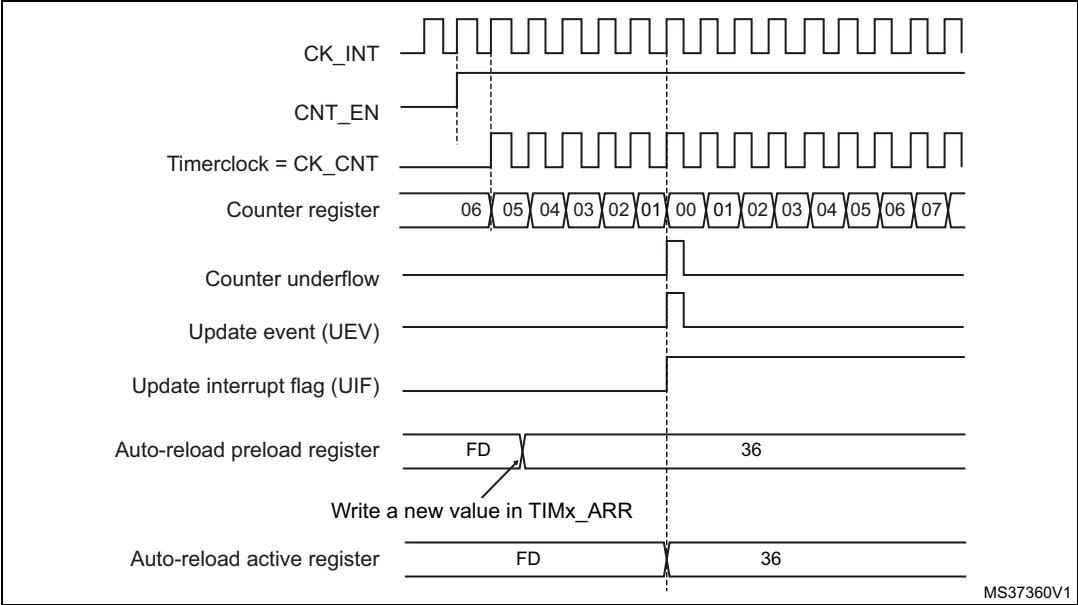 CK_INT
CNT_EN
Timerclock = CK_CNT
Counter register 06 05 04 03 02 01 00 01 02 03 04 05 06 07
Counter underflow
Update event (UEV)
Update interrupt flag (UIF)
Auto-reload preload register FD 36
Write a new value in TIMx_ARR
Auto-reload active register FD 36
MS37360V1